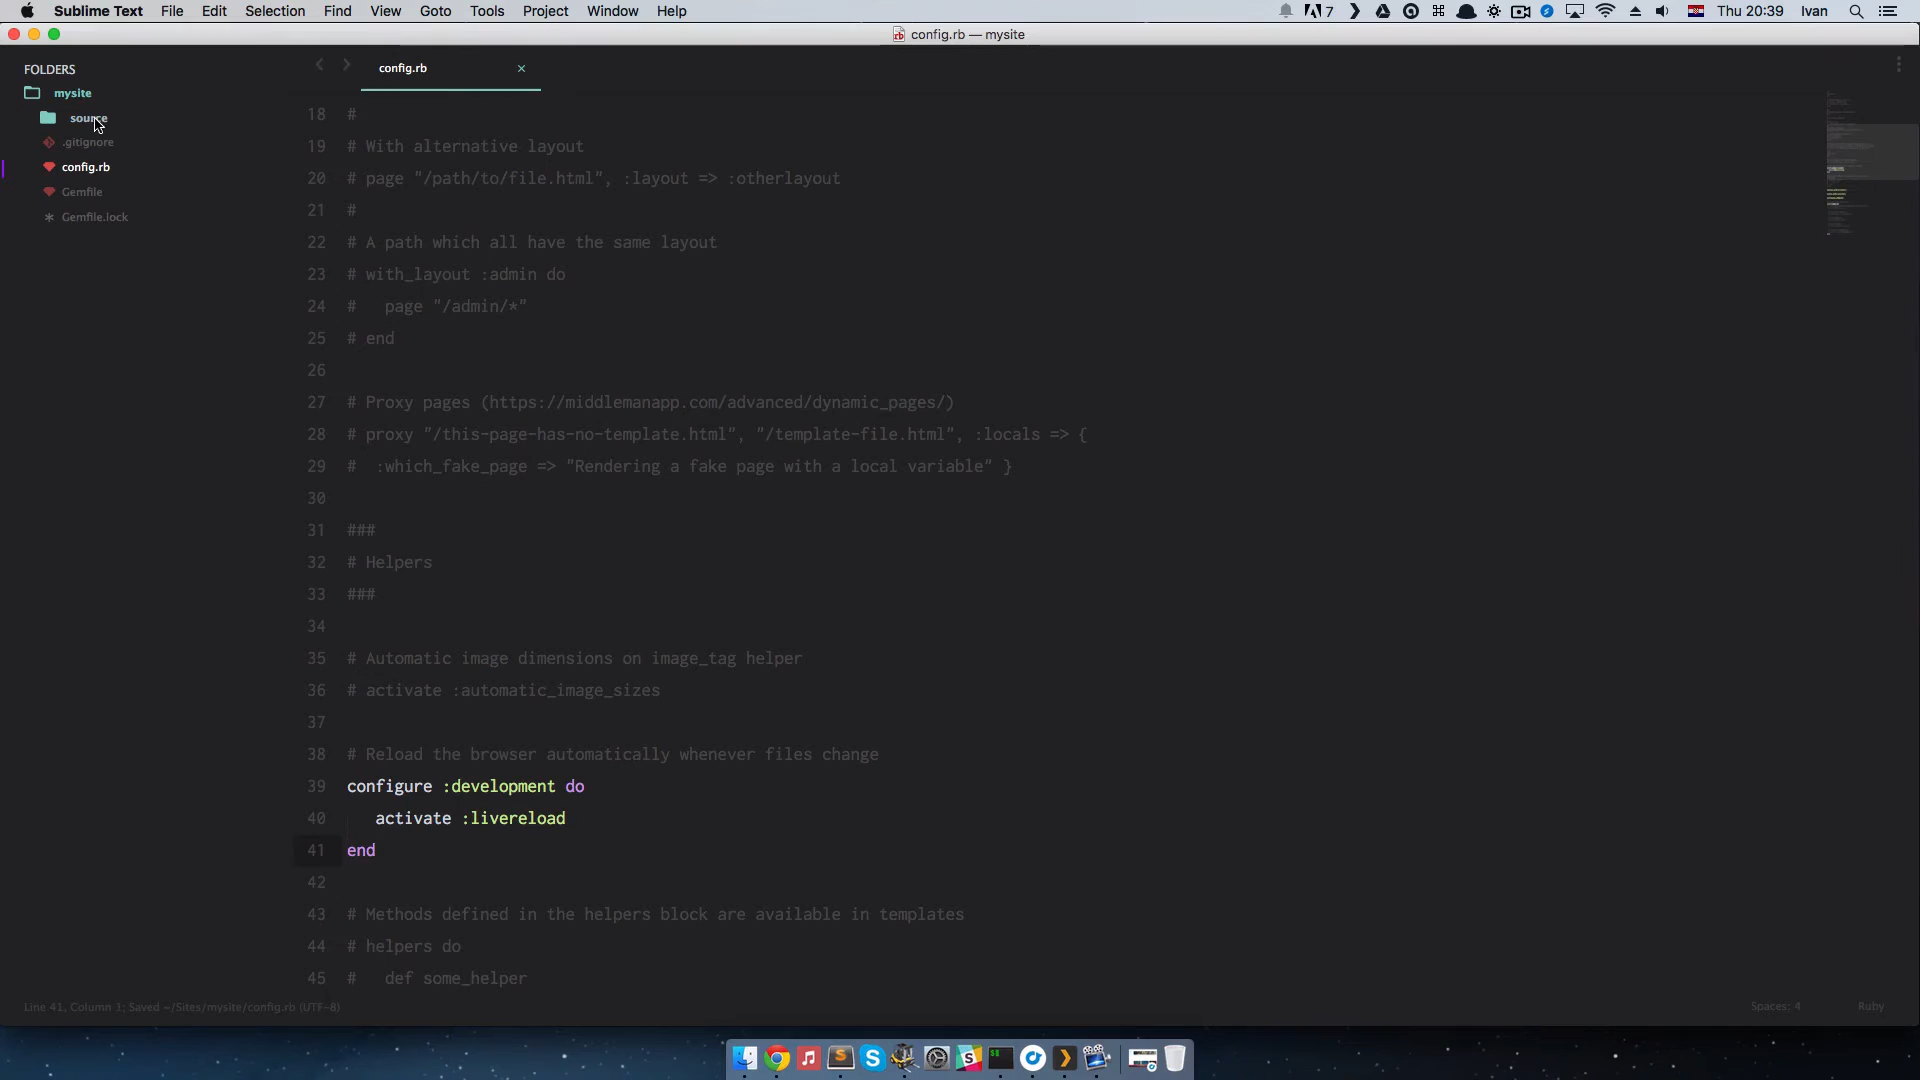 Sublime Text File Edit Selection Find View Goto Tools Project Window Help 7 Thu 20:39 Ivan
config.rb — mysite
FOLDERS
mysite
source
.gitignore
config.rb
Gemfile
Gemfile.lock
config.rb ×
18 #
19 # With alternative layout
20 # page "/path/to/file.html", :layout => :otherlayout
21 #
22 # A path which all have the same layout
23 # with_layout :admin do
24 #   page "/admin/*"
25 # end
26
27 # Proxy pages (https://middlemanapp.com/advanced/dynamic_pages/)
28 # proxy "/this-page-has-no-template.html", "/template-file.html", :locals => {
29 #  :which_fake_page => "Rendering a fake page with a local variable" }
30
31 ###
32 # Helpers
33 ###
34
35 # Automatic image dimensions on image_tag helper
36 # activate :automatic_image_sizes
37
38 # Reload the browser automatically whenever files change
39 configure :development do
40    activate :livereload
41 end
42
43 # Methods defined in the helpers block are available in templates
44 # helpers do
45 #   def some_helper
Line 41, Column 1; Saved ~/Sites/mysite/config.rb (UTF-8) Spaces: 4 Ruby